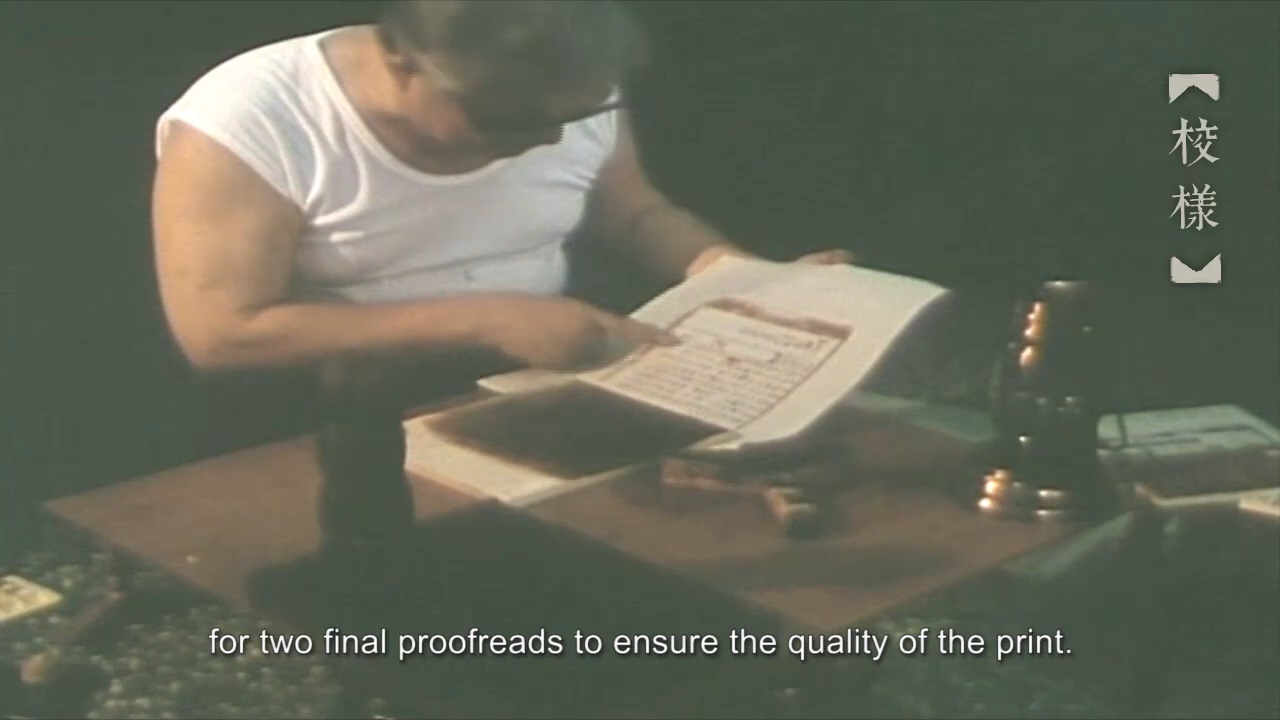 【校樣】
for two final proofreads to ensure the quality of the print.